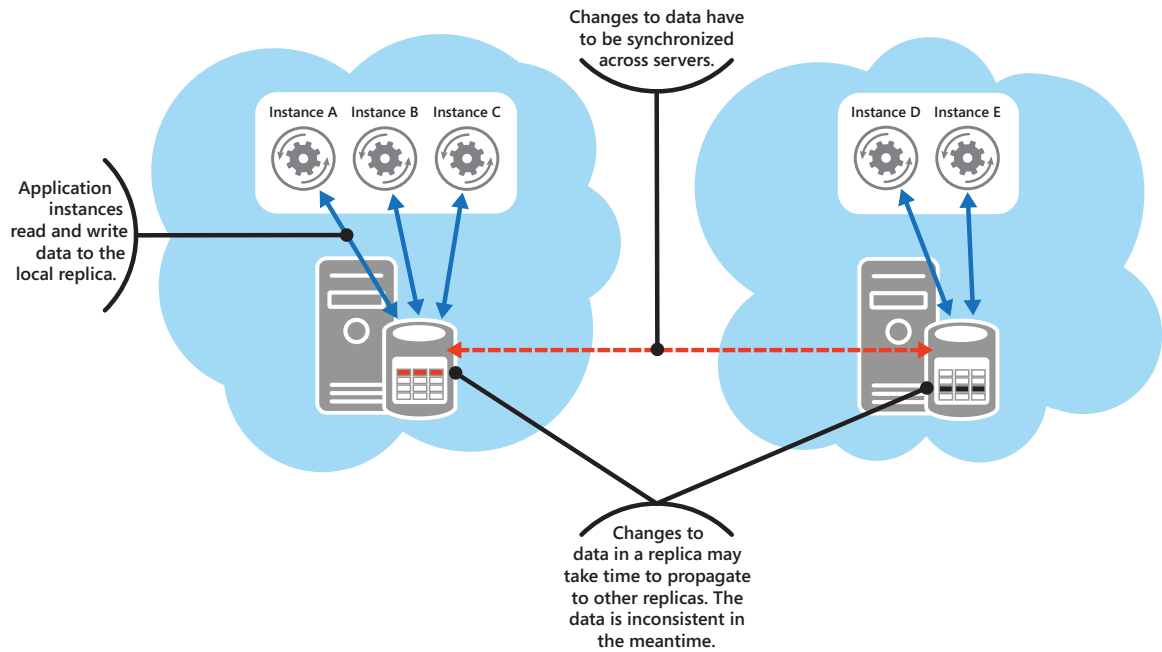 Changes to data have
to be synchronized
across servers.
Instance A
Instance B
Instance C
Instance D
Instance E
Application
instances
read and write
data to the
local replica.
Changes to
data in a replica may
take time to propagate
to other replicas. The
data is inconsistent in
the meantime.